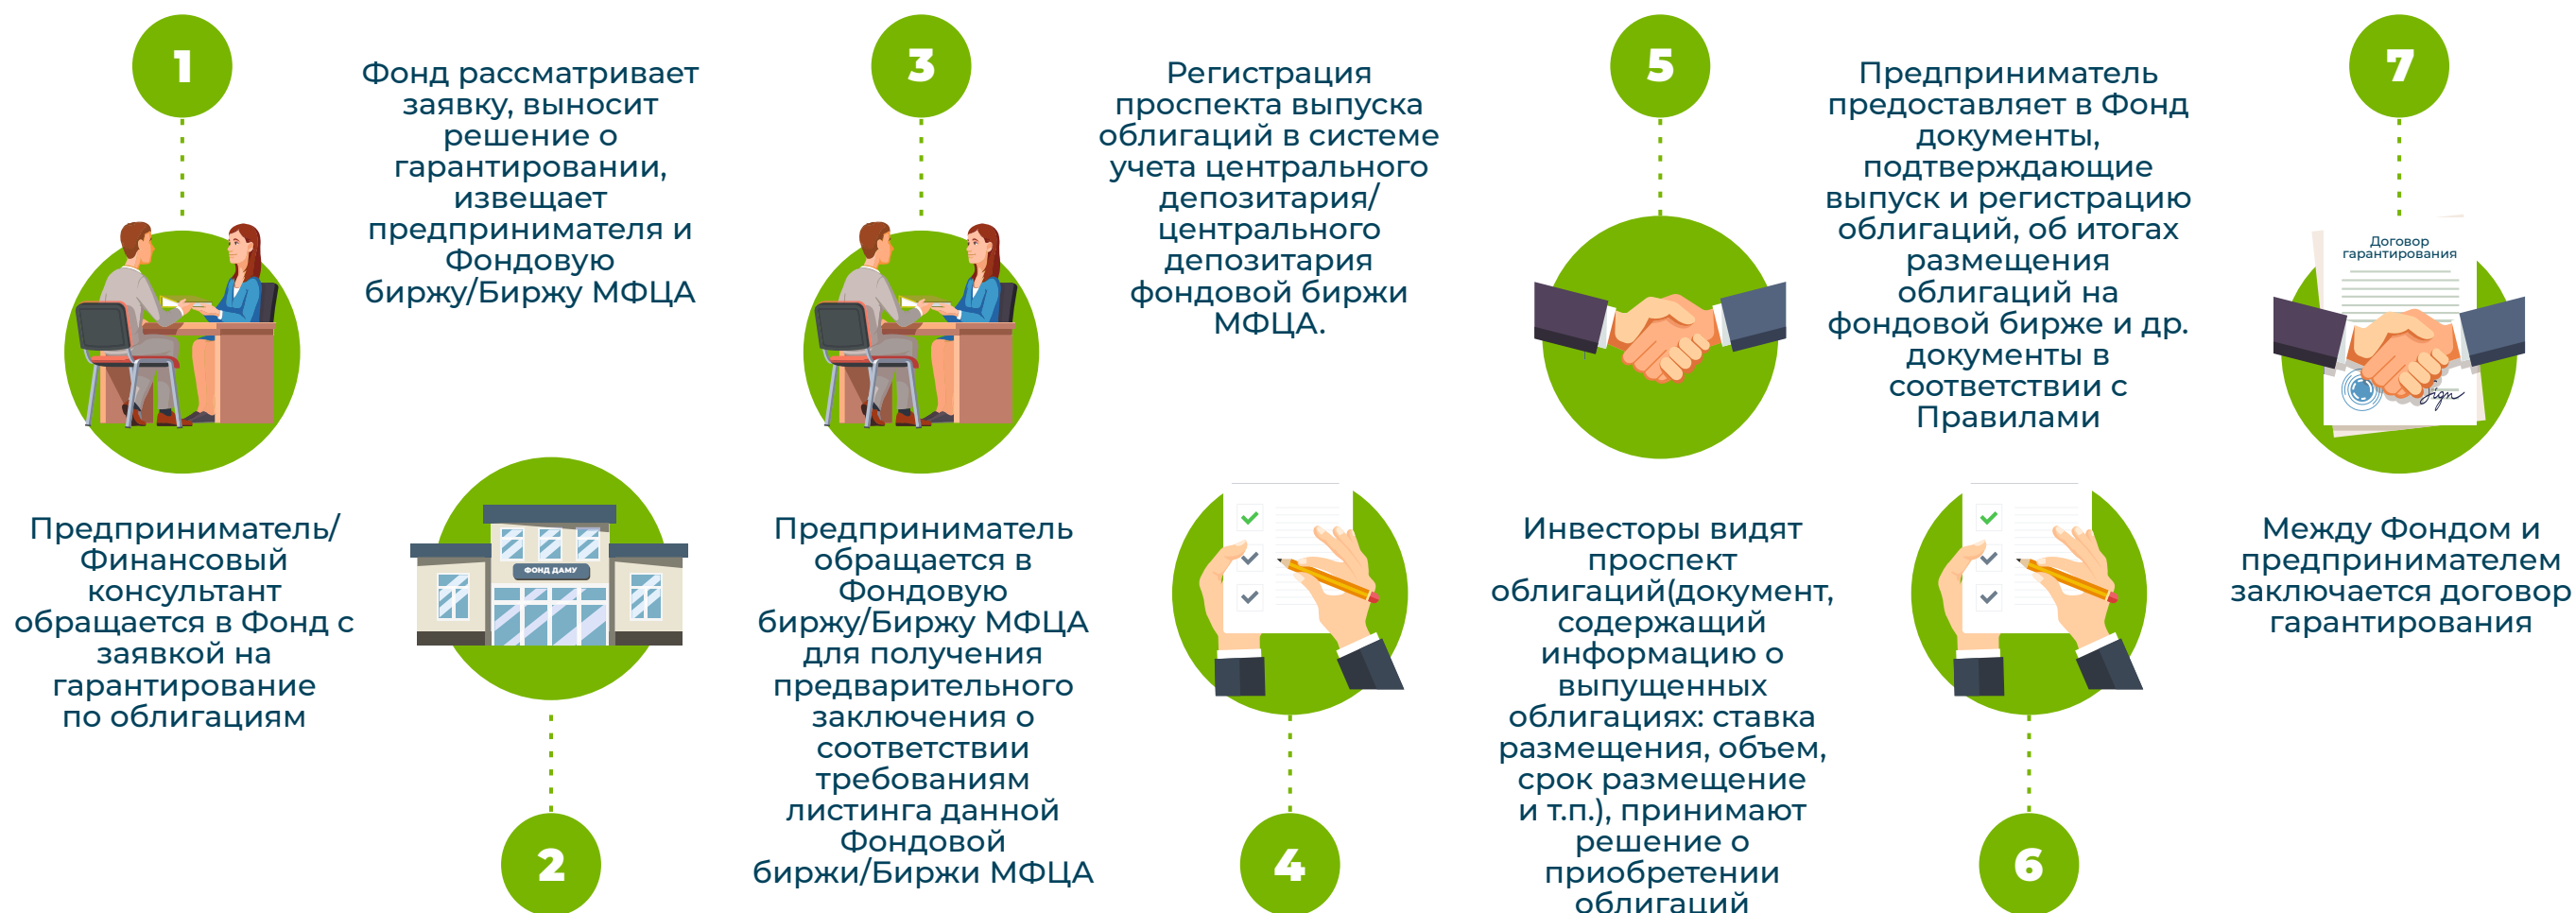 1
Предприниматель/
Финансовый
консультант
обращается в Фонд с
заявкой на
гарантирование
по облигациям
Фонд рассматривает
заявку, выносит
решение о
гарантировании,
извещает
предпринимателя и
Фондовую
биржу/Биржу МФЦА
ФОНД ДАМУ
2
3
Предприниматель
обращается в
Фондовую
биржу/Биржу МФЦА
для получения
предварительного
заключения о
соответствии
требованиям
листинга данной
Фондовой
биржи/Биржи МФЦА
Регистрация
проспекта выпуска
облигаций в системе
учета центрального
депозитария/
центрального
депозитария
фондовой биржи
МФЦА.
4
5
Инвесторы видят
проспект
облигаций(документ,
содержащий
информацию о
выпущенных
облигациях: ставка
размещения, объем,
срок размещение
и т.п.), принимают
решение о
приобретении
облигаций
Предприниматель
предоставляет в Фонд
документы,
подтверждающие
выпуск и регистрацию
облигаций, об итогах
размещения
облигаций на
фондовой бирже и др.
документы в
соответствии с
Правилами
6
7
Договор
гарантирования
Sign
Между Фондом и
предпринимателем
заключается договор
гарантирования